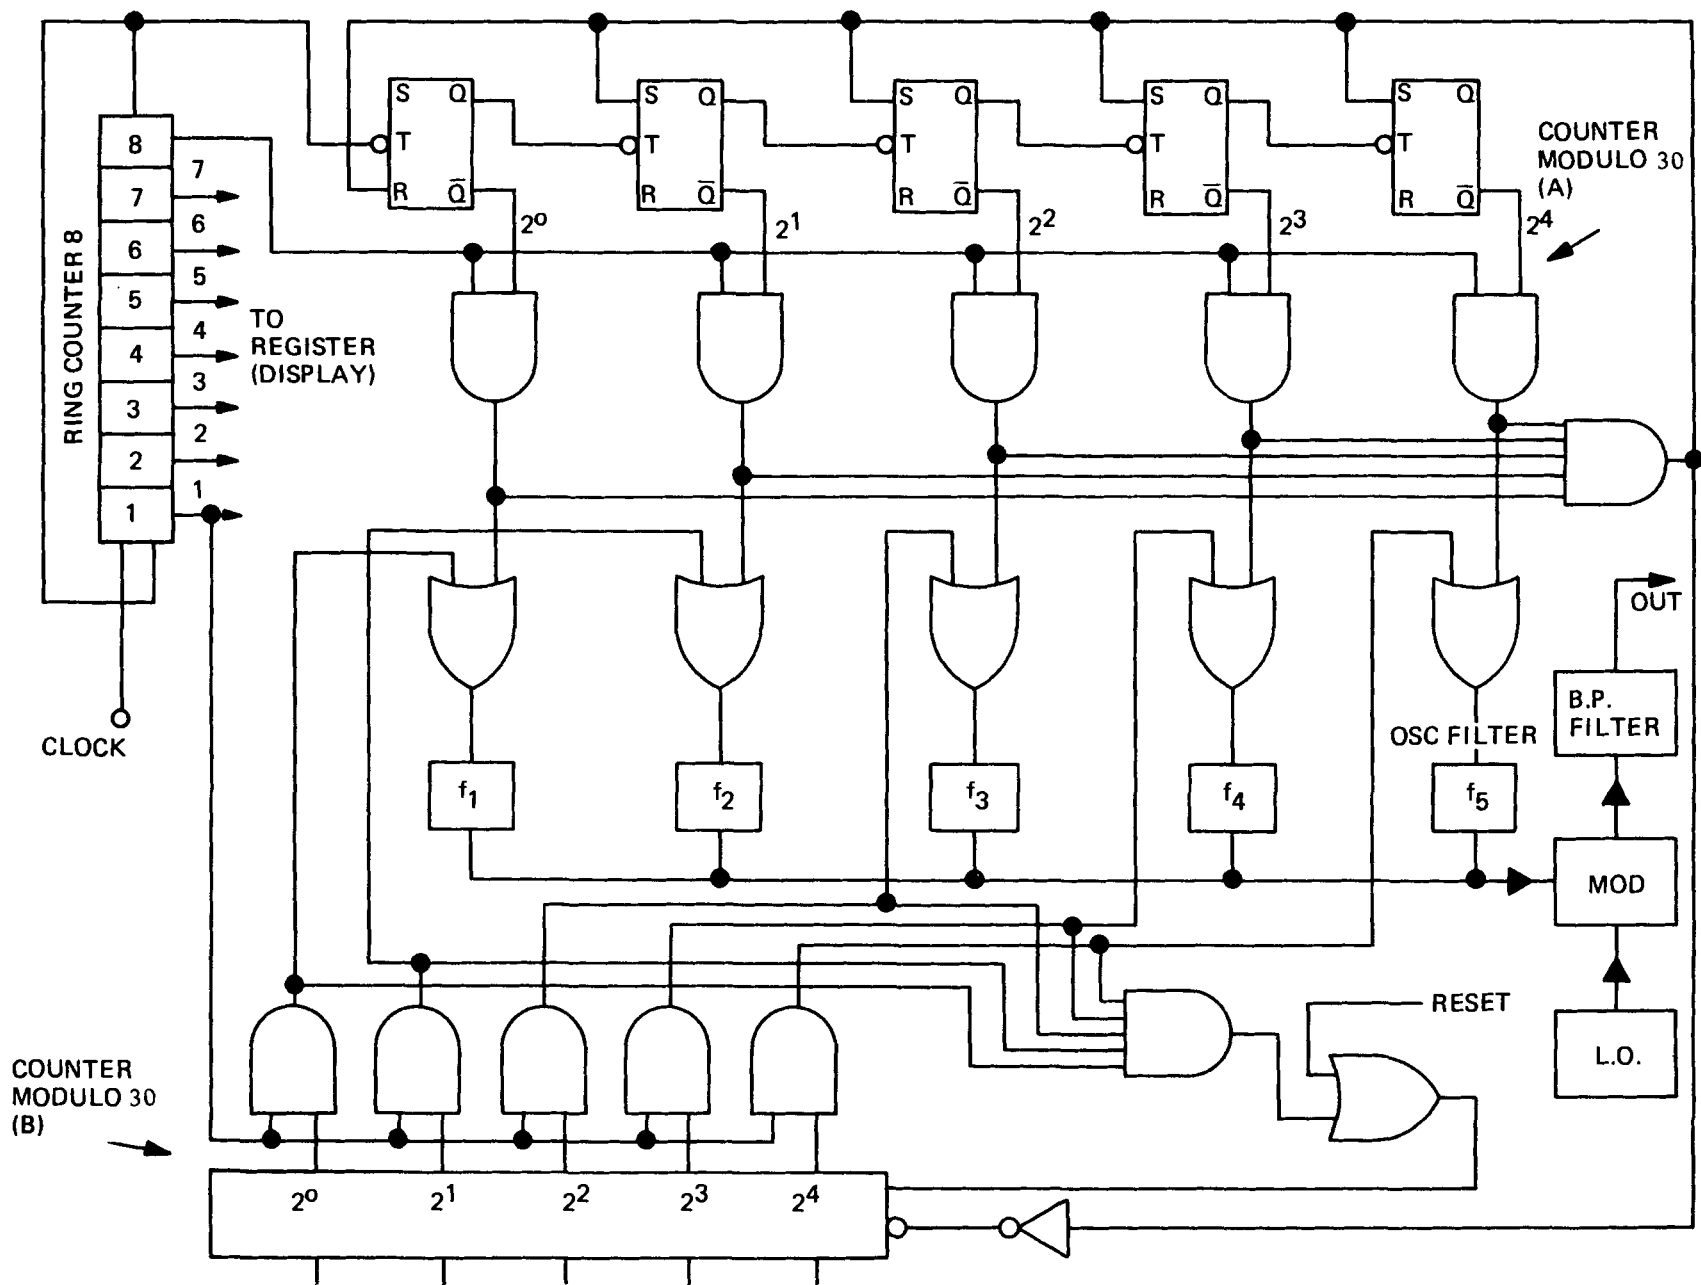 S Q
T
R Q̅
S Q
T
R Q̅
S Q
T
R Q̅
S Q
T
R Q̅
S Q
T
R Q̅
COUNTER
MODULO 30
(A)
2⁰
2¹
2²
2³
2⁴
RING COUNTER 8
8
7
6
5
4
3
2
1
7
6
5
4
3
2
1
TO
REGISTER
(DISPLAY)
CLOCK
OUT
B.P.
FILTER
OSC FILTER
f₁
f₂
f₃
f₄
f₅
MOD
L.O.
RESET
COUNTER
MODULO 30
(B)
2⁰
2¹
2²
2³
2⁴